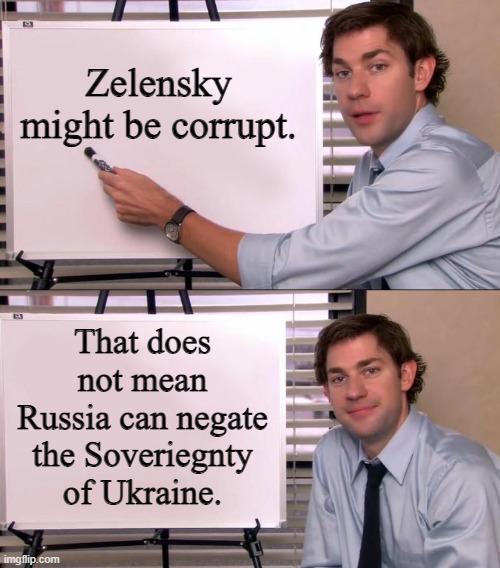 Zelensky
might be corrupt.
That does
not mean
Russia can negate
the Soveriegnty
of Ukraine.
imgflip.com